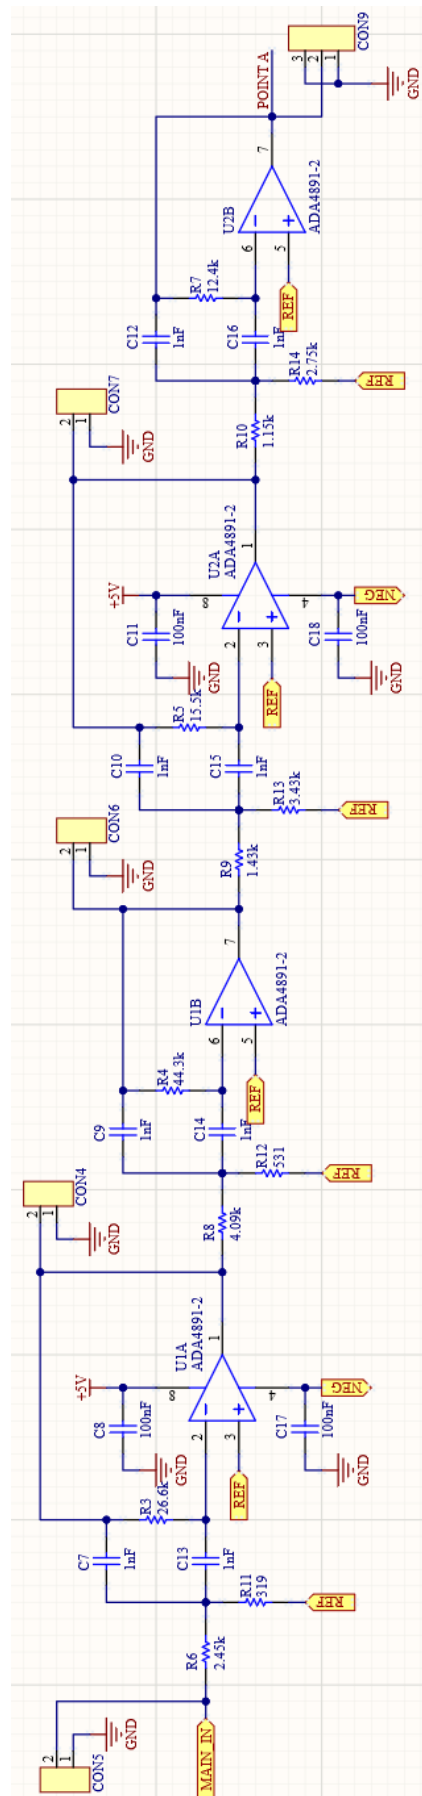 CON9
3
2
1
GND
POINT A
7
U2B
ADA4891-2
6
5
REF
R7
12.4k
C12
1nF
C16
1nF
R14
2.75k
REF
CON7
2
1
GND
R10
1.15k
1
U2A
ADA4891-2
+5V
8
C11
100nF
GND
4
NEG
C18
100nF
GND
2
3
REF
R5
15.5k
C10
1nF
C15
1nF
R13
3.43k
REF
CON6
2
1
GND
R9
1.43k
7
U1B
ADA4891-2
6
5
REF
R4
44.3k
C9
1nF
C14
1nF
R12
531
REF
CON4
2
1
GND
R8
4.09k
1
U1A
ADA4891-2
+5V
8
C8
100nF
GND
4
NEG
C17
100nF
GND
2
3
REF
R3
26.6k
C7
1nF
C13
1nF
R11
319
REF
R6
2.45k
GND
2
1
CON5
MAIN_IN